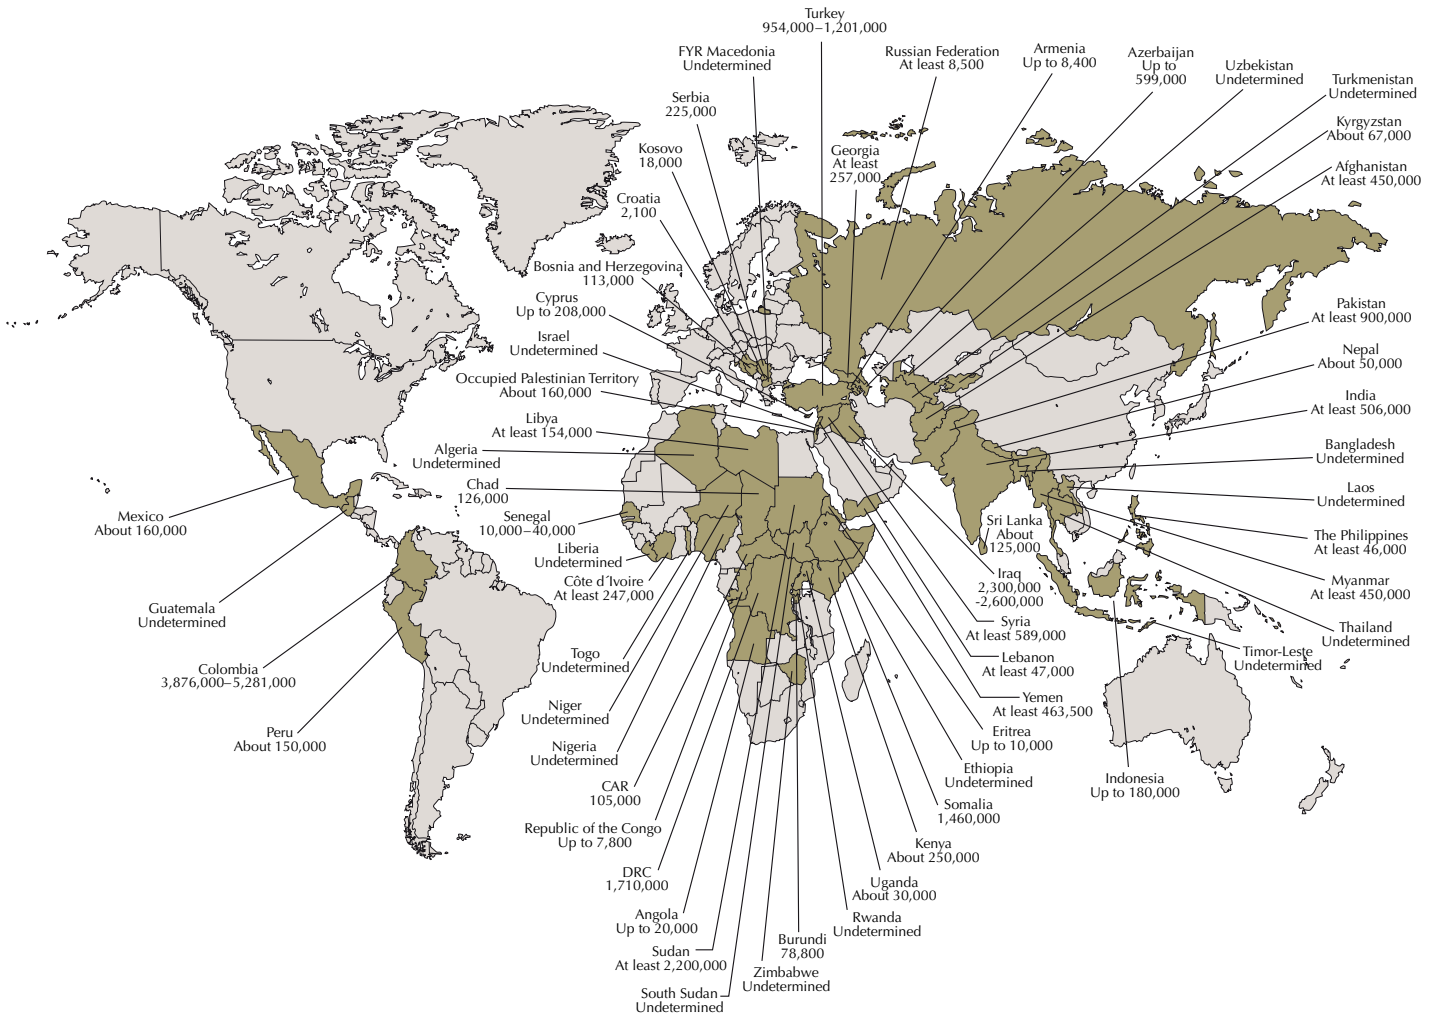 Turkey
954,000–1,201,000
FYR Macedonia
Undetermined
Russian Federation
At least 8,500
Armenia
Up to 8,400
Azerbaijan
Up to
599,000
Uzbekistan
Undetermined
Turkmenistan
Undetermined
Serbia
225,000
Kyrgyzstan
About 67,000
Kosovo
18,000
Georgia
At least
257,000
Afghanistan
At least 450,000
Croatia
2,100
Bosnia and Herzegovina
113,000
Cyprus
Up to 208,000
Pakistan
At least 900,000
Israel
Undetermined
Nepal
About 50,000
Occupied Palestinian Territory
About 160,000
India
At least 506,000
Libya
At least 154,000
Bangladesh
Undetermined
Algeria
Undetermined
Chad
126,000
Laos
Undetermined
Mexico
About 160,000
Senegal
10,000–40,000
Sri Lanka
About
125,000
The Philippines
At least 46,000
Liberia
Undetermined
Côte d´Ivoire
At least 247,000
Iraq
2,300,000
-2,600,000
Myanmar
At least 450,000
Guatemala
Undetermined
Syria
At least 589,000
Thailand
Undetermined
Timor-Leste
Undetermined
Togo
Undetermined
Lebanon
At least 47,000
Colombia
3,876,000–5,281,000
Yemen
At least 463,500
Niger
Undetermined
Peru
About 150,000
Eritrea
Up to 10,000
Nigeria
Undetermined
Ethiopia
Undetermined
Indonesia
Up to 180,000
CAR
105,000
Somalia
1,460,000
Republic of the Congo
Up to 7,800
Kenya
About 250,000
DRC
1,710,000
Uganda
About 30,000
Angola
Up to 20,000
Rwanda
Undetermined
Burundi
78,800
Sudan
At least 2,200,000
Zimbabwe
Undetermined
South Sudan
Undetermined